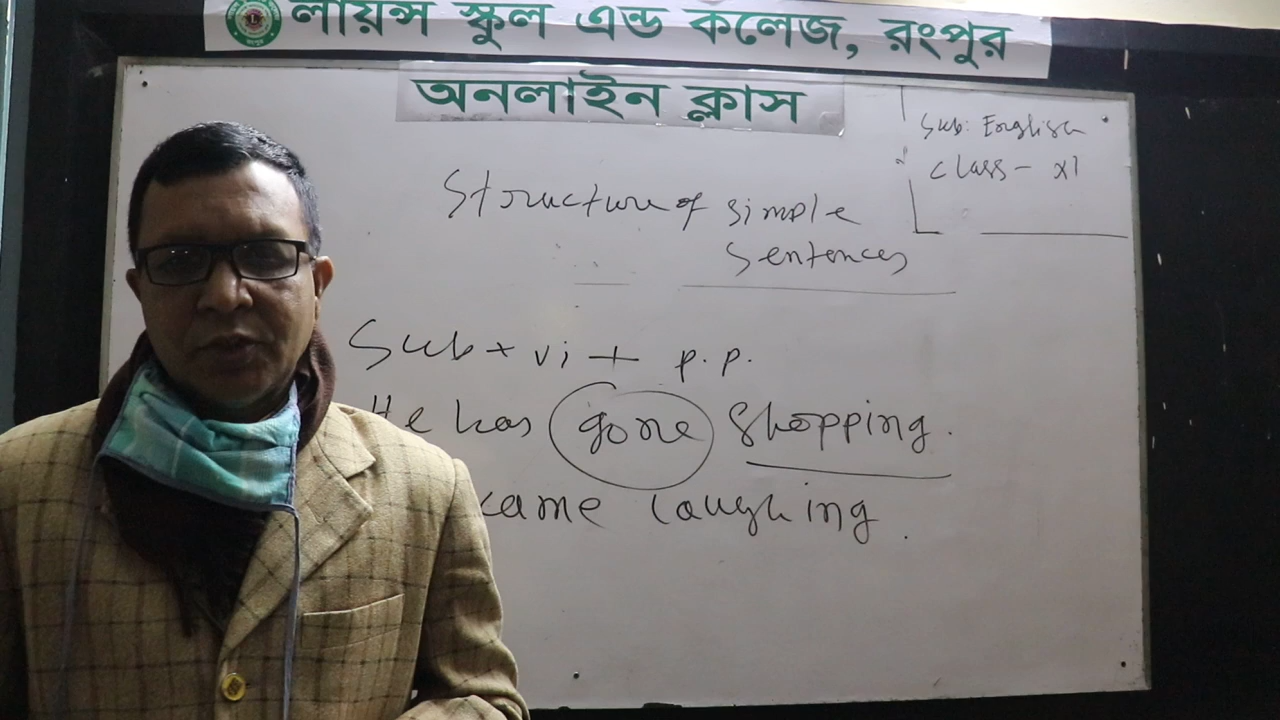 লায়ন্স স্কুল এন্ড কলেজ, রংপুর
অনলাইন ক্লাস
Sub: English
class - XI
Structure of simple
sentences
Sub + vi + p.p.
He has gone shopping.
came laughing.